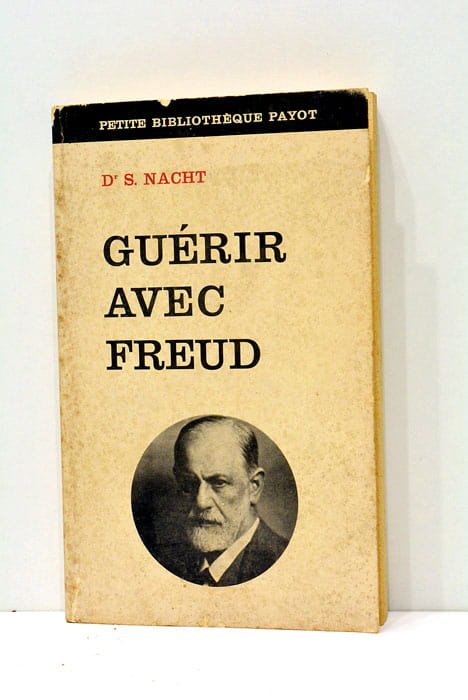 PETITE BIBLIOTHÈQUE PAYOT
Dʳ S. NACHT
GUÉRIR
AVEC
FREUD